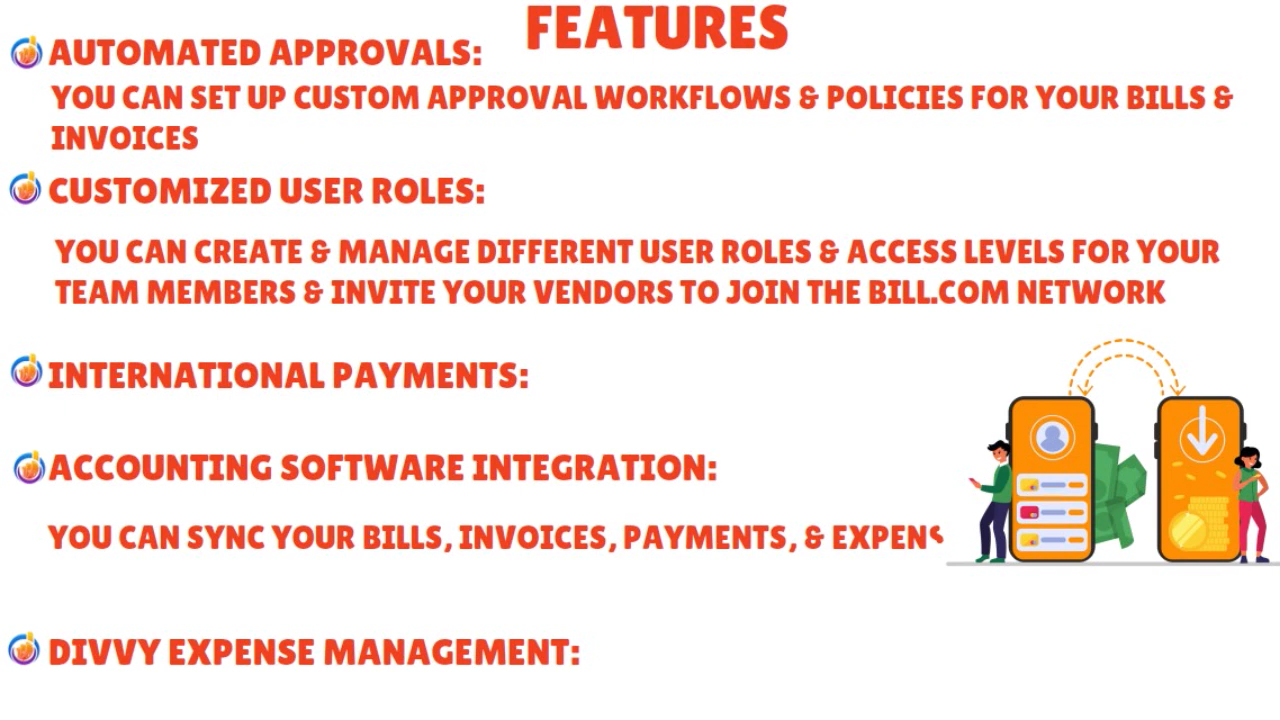 FEATURES
AUTOMATED APPROVALS:
YOU CAN SET UP CUSTOM APPROVAL WORKFLOWS & POLICIES FOR YOUR BILLS &
INVOICES
CUSTOMIZED USER ROLES:
YOU CAN CREATE & MANAGE DIFFERENT USER ROLES & ACCESS LEVELS FOR YOUR
TEAM MEMBERS & INVITE YOUR VENDORS TO JOIN THE BILL.COM NETWORK
INTERNATIONAL PAYMENTS:
ACCOUNTING SOFTWARE INTEGRATION:
YOU CAN SYNC YOUR BILLS, INVOICES, PAYMENTS, &
DIVVY EXPENSE MANAGEMENT: